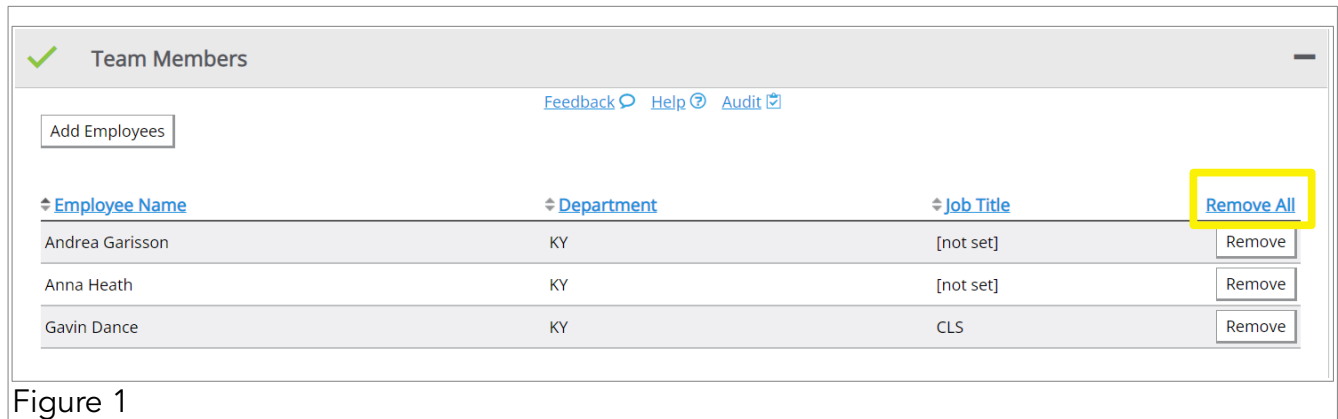 Team Members
Feedback Help Audit
Add Employees
Employee Name Department Job Title Remove All
Andrea Garisson KY [not set] Remove
Anna Heath KY [not set] Remove
Gavin Dance KY CLS Remove
Figure 1